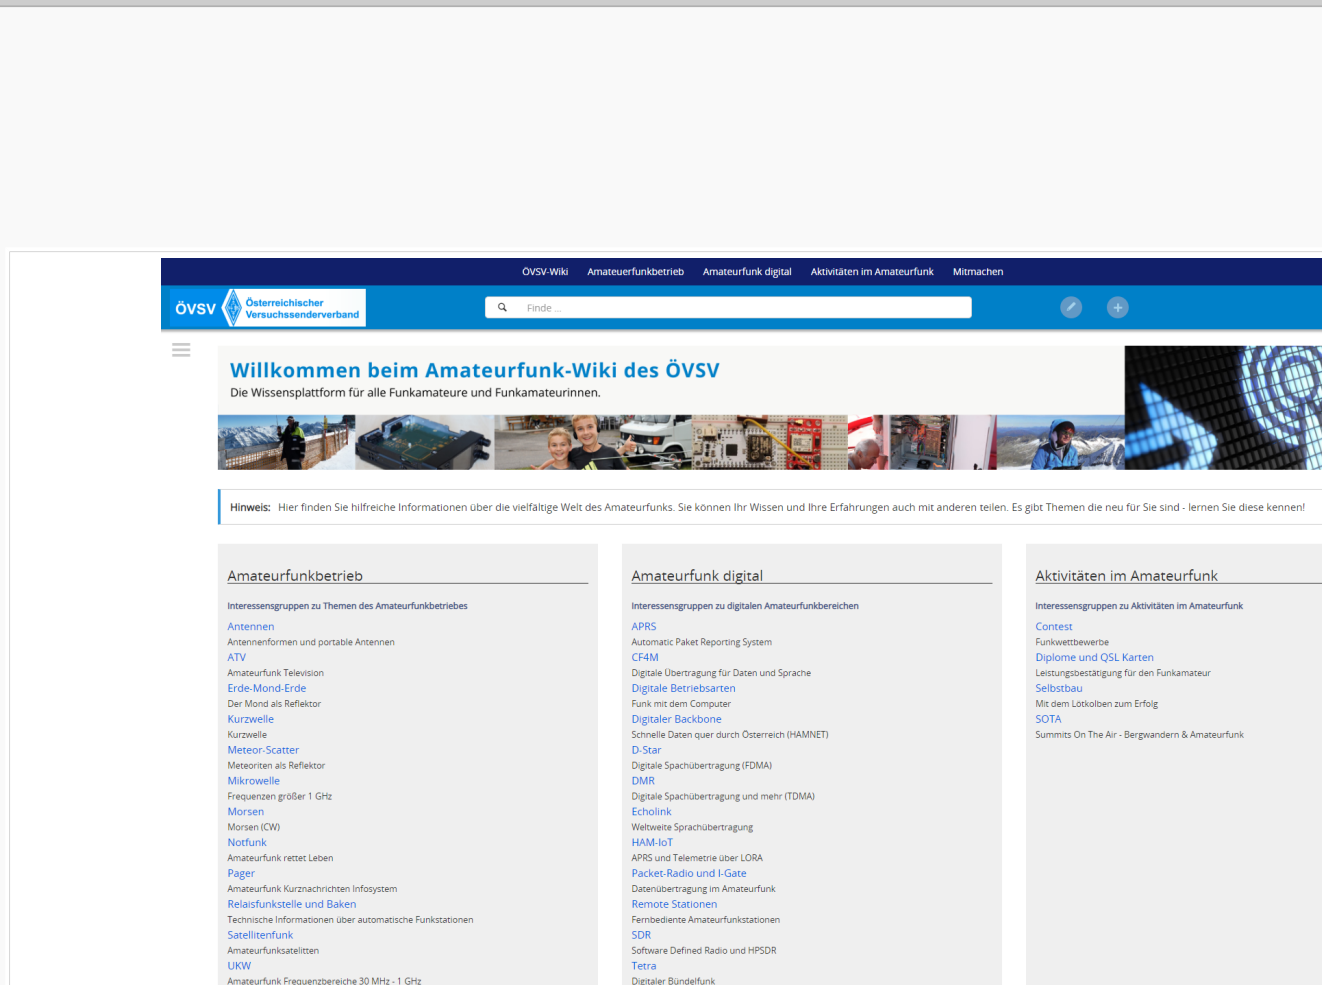 ÖVSV-Wiki Amateuerfunkbetrieb Amateurfunk digital Aktivitäten im Amateurfunk Mitmachen
ÖVSV Österreichischer Versuchssenderverband
Finde ...
Willkommen beim Amateurfunk-Wiki des ÖVSV
Die Wissensplattform für alle Funkamateure und Funkamateurinnen.
Hinweis: Hier finden Sie hilfreiche Informationen über die vielfältige Welt des Amateurfunks. Sie können Ihr Wissen und Ihre Erfahrungen auch mit anderen teilen. Es gibt Themen die neu für Sie sind - lernen Sie diese kennen!
Amateurfunkbetrieb
Interessensgruppen zu Themen des Amateurfunkbetriebes
Antennen
Antennenformen und portable Antennen
ATV
Amateurfunk Television
Erde-Mond-Erde
Der Mond als Reflektor
Kurzwelle
Kurzwelle
Meteor-Scatter
Meteoriten als Reflektor
Mikrowelle
Frequenzen größer 1 GHz
Morsen
Morsen (CW)
Notfunk
Amateurfunk rettet Leben
Pager
Amateurfunk Kurznachrichten Infosystem
Relaisfunkstelle und Baken
Technische Informationen über automatische Funkstationen
Satellitenfunk
Amateurfunksatelitten
UKW
Amateurfunk Frequenzbereiche 30 MHz - 1 GHz
Amateurfunk digital
Interessensgruppen zu digitalen Amateurfunkbereichen
APRS
Automatic Paket Reporting System
CF4M
Digitale Übertragung für Daten und Sprache
Digitale Betriebsarten
Funk mit dem Computer
Digitaler Backbone
Schnelle Daten quer durch Österreich (HAMNET)
D-Star
Digitale Spachübertragung (FDMA)
DMR
Digitale Spachübertragung und mehr (TDMA)
Echolink
Weltweite Sprachübertragung
HAM-IoT
APRS und Telemetrie über LORA
Packet-Radio und I-Gate
Datenübertragung im Amateurfunk
Remote Stationen
Fernbediente Amateurfunkstationen
SDR
Software Defined Radio und HPSDR
Tetra
Digitaler Bündelfunk
Aktivitäten im Amateurfunk
Interessensgruppen zu Aktivitäten im Amateurfunk
Contest
Funkwettbewerbe
Diplome und QSL Karten
Leistungsbestätigung für den Funkamateur
Selbstbau
Mit dem Lötkolben zum Erfolg
SOTA
Summits On The Air - Bergwandern & Amateurfunk